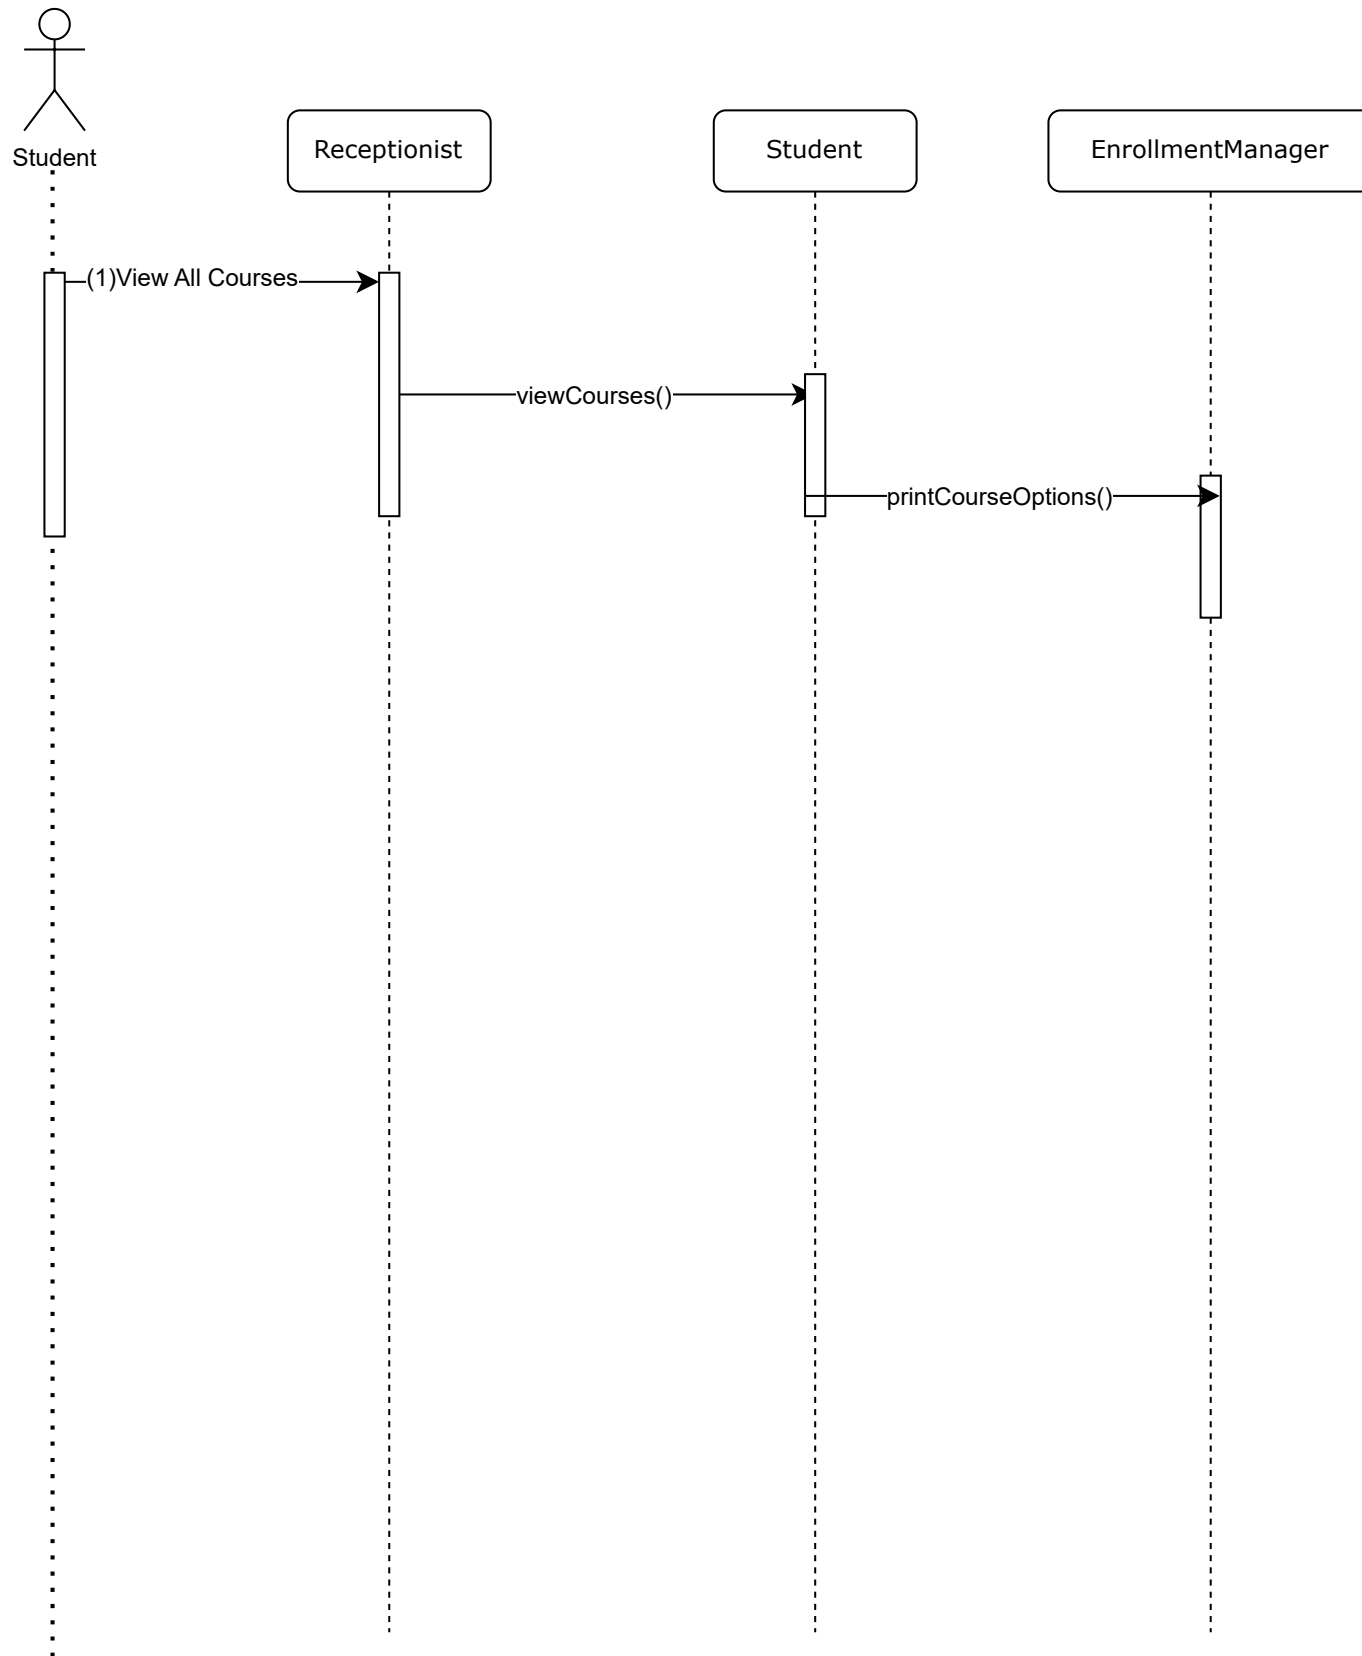 Student
Receptionist
Student
EnrollmentManager
(1)View All Courses
viewCourses()
printCourseOptions()